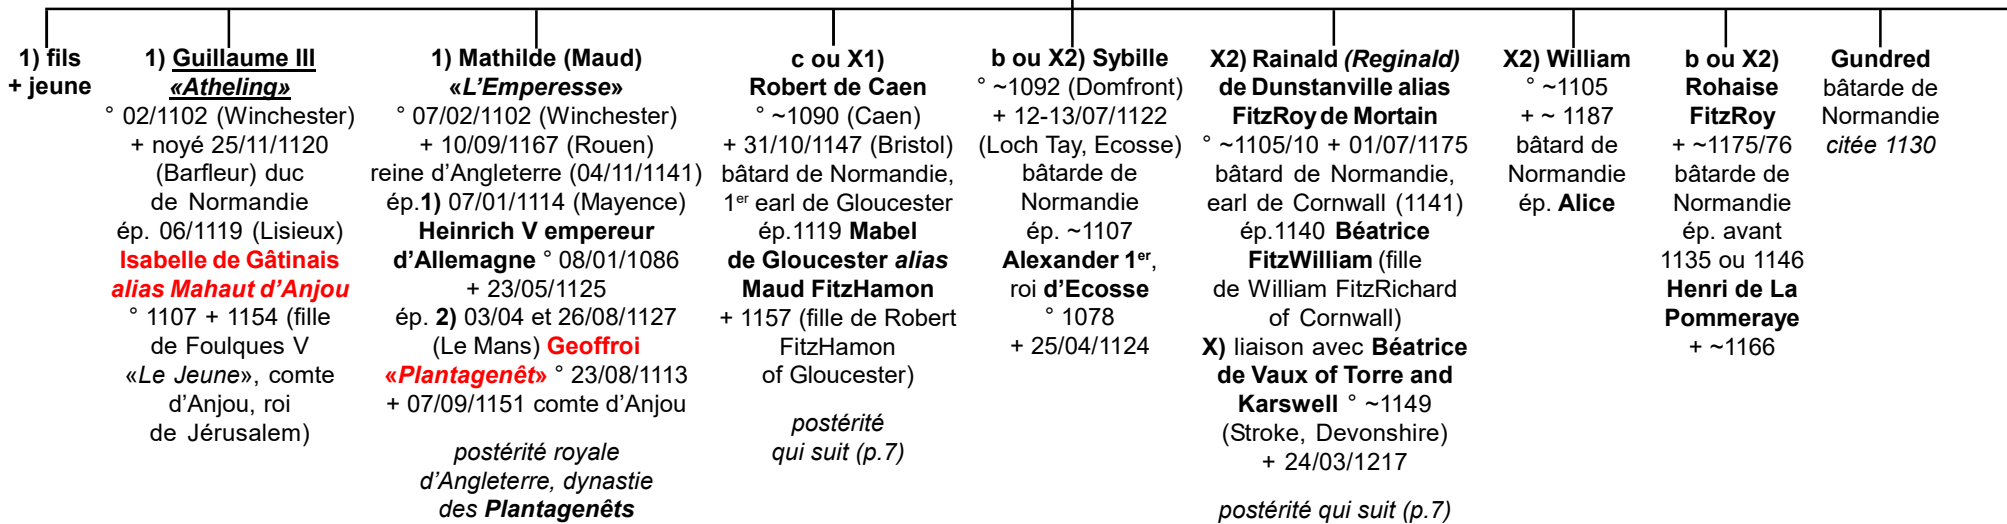 1) fils
+ jeune
1) Guillaume III
«Atheling»
° 02/1102 (Winchester)
+ noyé 25/11/1120
(Barfleur) duc
de Normandie
ép. 06/1119 (Lisieux)
Isabelle de Gâtinais
alias Mahaut d’Anjou
° 1107 + 1154 (fille
de Foulques V
«Le Jeune», comte
d’Anjou, roi
de Jérusalem)
1) Mathilde (Maud)
«L’Emperesse»
° 07/02/1102 (Winchester)
+ 10/09/1167 (Rouen)
reine d’Angleterre (04/11/1141)
ép.1) 07/01/1114 (Mayence)
Heinrich V empereur
d’Allemagne ° 08/01/1086
+ 23/05/1125
ép. 2) 03/04 et 26/08/1127
(Le Mans) Geoffroi
«Plantagenêt» ° 23/08/1113
+ 07/09/1151 comte d’Anjou
postérité royale
d’Angleterre, dynastie
des Plantagenêts
c ou X1)
Robert de Caen
° ~1090 (Caen)
+ 31/10/1147 (Bristol)
bâtard de Normandie,
1er earl de Gloucester
ép.1119 Mabel
de Gloucester alias
Maud FitzHamon
+ 1157 (fille de Robert
FitzHamon
of Gloucester)
postérité
qui suit (p.7)
b ou X2) Sybille
° ~1092 (Domfront)
+ 12-13/07/1122
(Loch Tay, Ecosse)
bâtarde de
Normandie
ép. ~1107
Alexander 1er,
roi d’Ecosse
° 1078
+ 25/04/1124
X2) Rainald (Reginald)
de Dunstanville alias
FitzRoy de Mortain
° ~1105/10 + 01/07/1175
bâtard de Normandie,
earl de Cornwall (1141)
ép.1140 Béatrice
FitzWilliam (fille
de William FitzRichard
of Cornwall)
X) liaison avec Béatrice
de Vaux of Torre and
Karswell ° ~1149
(Stroke, Devonshire)
+ 24/03/1217
postérité qui suit (p.7)
X2) William
° ~1105
+ ~ 1187
bâtard de
Normandie
ép. Alice
b ou X2)
Rohaise
FitzRoy
+ ~1175/76
bâtarde de
Normandie
ép. avant
1135 ou 1146
Henri de La
Pommeraye
+ ~1166
Gundred
bâtarde de
Normandie
citée 1130